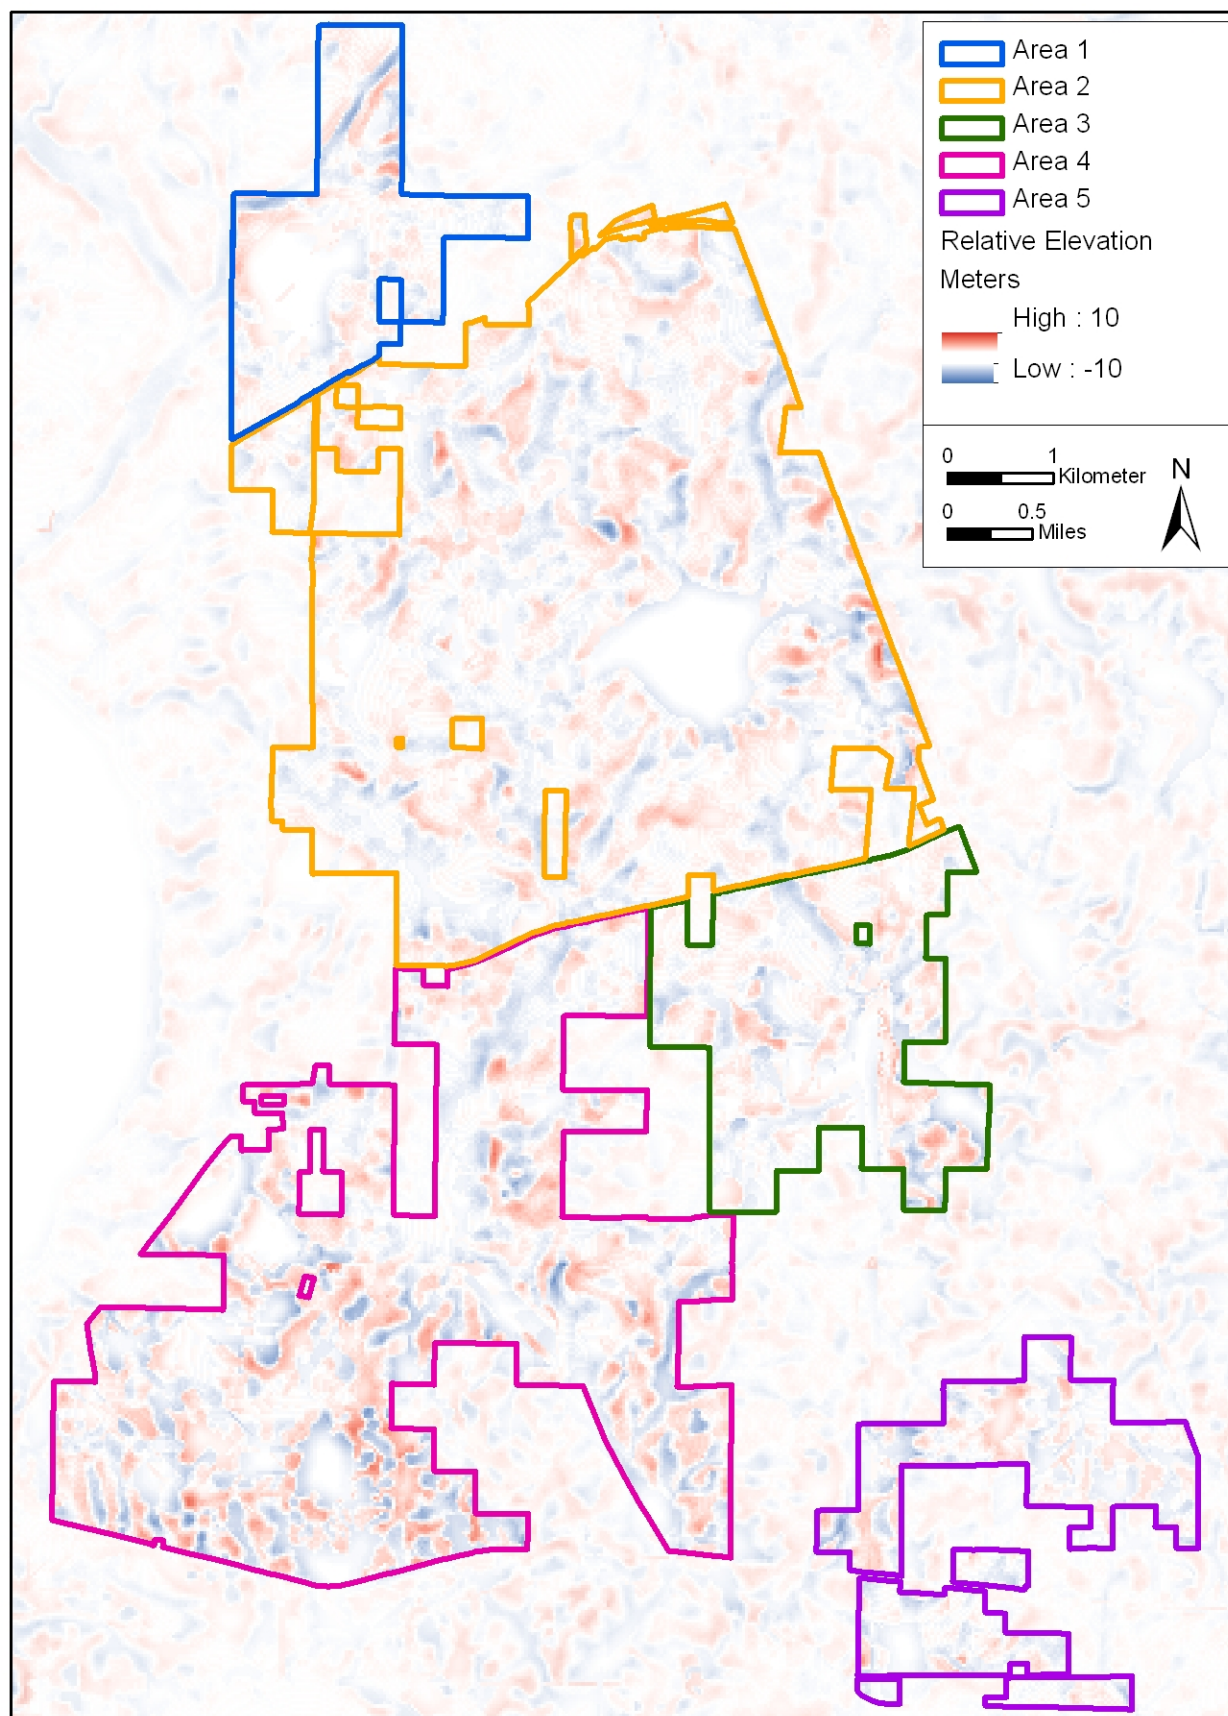 Area 1
Area 2
Area 3
Area 4
Area 5
Relative Elevation
Meters
High : 10
Low : -10
0 1
Kilometer
0 0.5
Miles
N